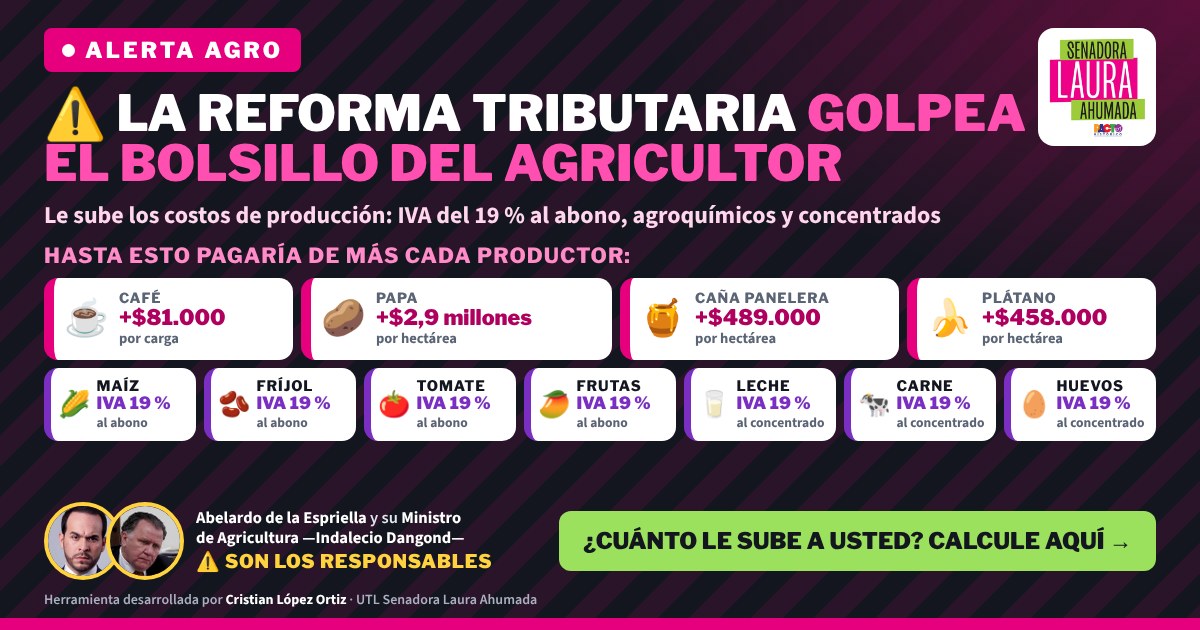 ALERTA AGRO
SENADORA
LAURA
AHUMADA
PACTO
HISTÓRICO
⚠️ LA REFORMA TRIBUTARIA GOLPEA
EL BOLSILLO DEL AGRICULTOR
Le sube los costos de producción: IVA del 19 % al abono, agroquímicos y concentrados
HASTA ESTO PAGARÍA DE MÁS CADA PRODUCTOR:
CAFÉ
+$81.000
por carga
PAPA
+$2,9 millones
por hectárea
CAÑA PANELERA
+$489.000
por hectárea
PLÁTANO
+$458.000
por hectárea
MAÍZ
IVA 19 %
al abono
FRÍJOL
IVA 19 %
al abono
TOMATE
IVA 19 %
al abono
FRUTAS
IVA 19 %
al abono
LECHE
IVA 19 %
al concentrado
CARNE
IVA 19 %
al concentrado
HUEVOS
IVA 19 %
al concentrado
Abelardo de la Espriella y su Ministro
de Agricultura —Indalecio Dangond—
⚠️ SON LOS RESPONSABLES
¿CUÁNTO LE SUBE A USTED? CALCULE AQUÍ →
Herramienta desarrollada por Cristian López Ortiz · UTL Senadora Laura Ahumada